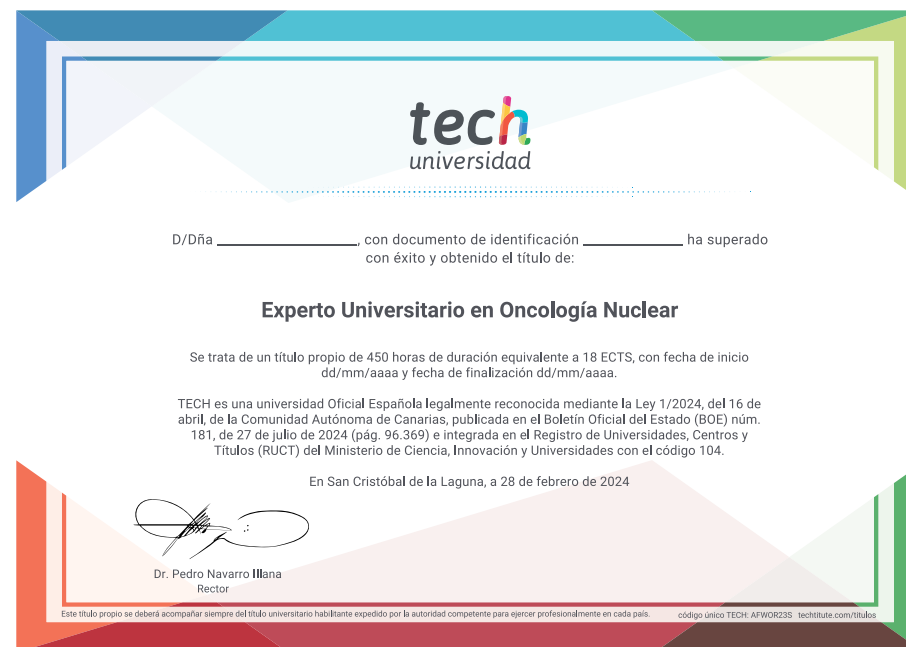 tech
universidad
D/Dña ____________________, con documento de identificación ______________ ha superado
con éxito y obtenido el título de:
Experto Universitario en Oncología Nuclear
Se trata de un título propio de 450 horas de duración equivalente a 18 ECTS, con fecha de inicio
dd/mm/aaaa y fecha de finalización dd/mm/aaaa.
TECH es una universidad Oficial Española legalmente reconocida mediante la Ley 1/2024, del 16 de
abril, de la Comunidad Autónoma de Canarias, publicada en el Boletín Oficial del Estado (BOE) núm.
181, de 27 de julio de 2024 (pág. 96.369) e integrada en el Registro de Universidades, Centros y
Títulos (RUCT) del Ministerio de Ciencia, Innovación y Universidades con el código 104.
En San Cristóbal de la Laguna, a 28 de febrero de 2024
Dr. Pedro Navarro Illana
Rector
Este título propio se deberá acompañar siempre del título universitario habilitante expedido por la autoridad competente para ejercer profesionalmente en cada país.
código único TECH: AFWOR23S techtitute.com/titulos